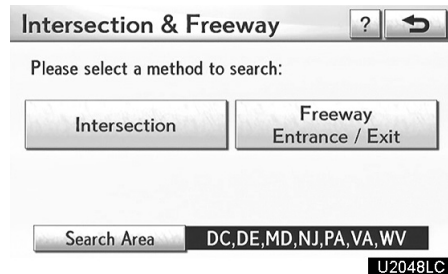 Intersection & Freeway ?
Please select a method to search:
Intersection
Freeway
Entrance / Exit
Search Area DC,DE,MD,NJ,PA,VA,WV
U2048LC